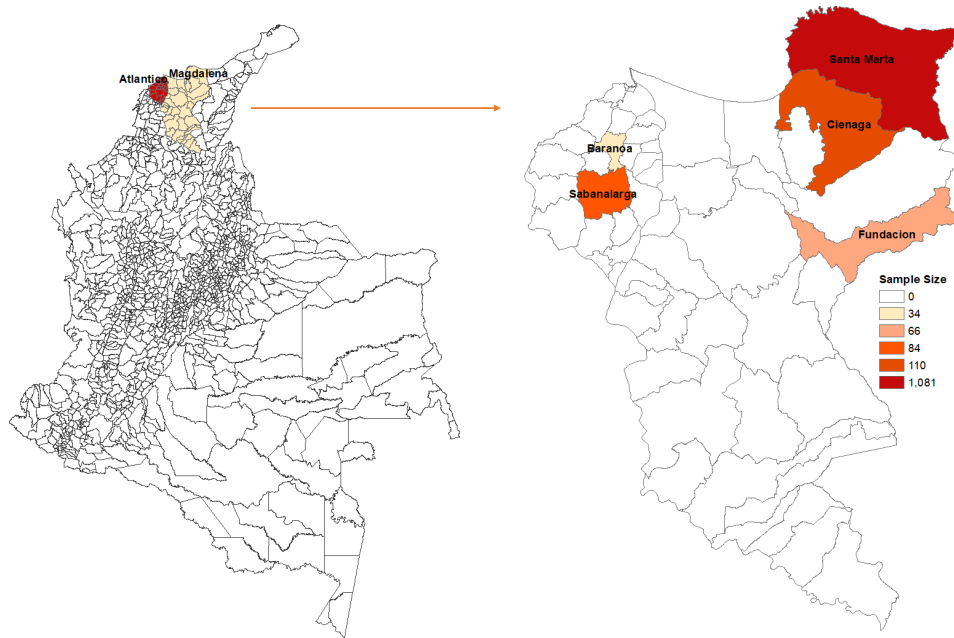 Atlantico
Magdalena
Santa Marta
Cienaga
Baranoa
Sabanalarga
Fundacion
Sample Size
0
34
66
84
110
1,081